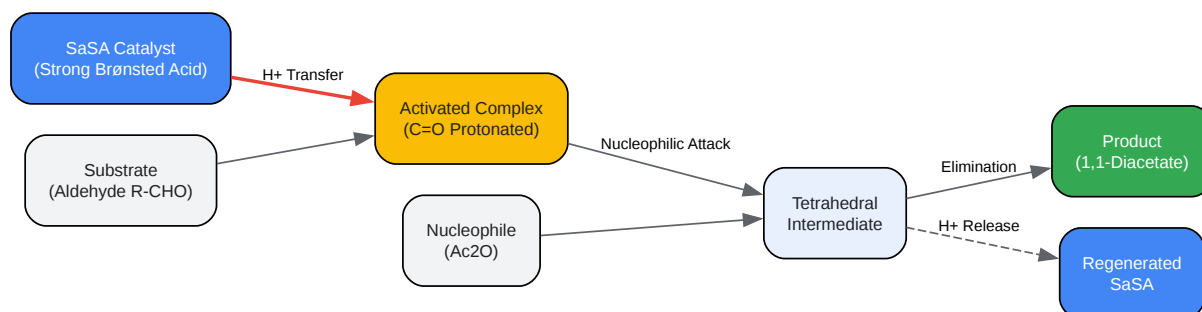 SaSA Catalyst
(Strong Brønsted Acid)
H+ Transfer
Substrate
(Aldehyde R-CHO)
Activated Complex
(C=O Protonated)
Nucleophilic Attack
Nucleophile
(Ac2O)
Tetrahedral
Intermediate
Elimination
Product
(1,1-Diacetate)
H+ Release
Regenerated
SaSA